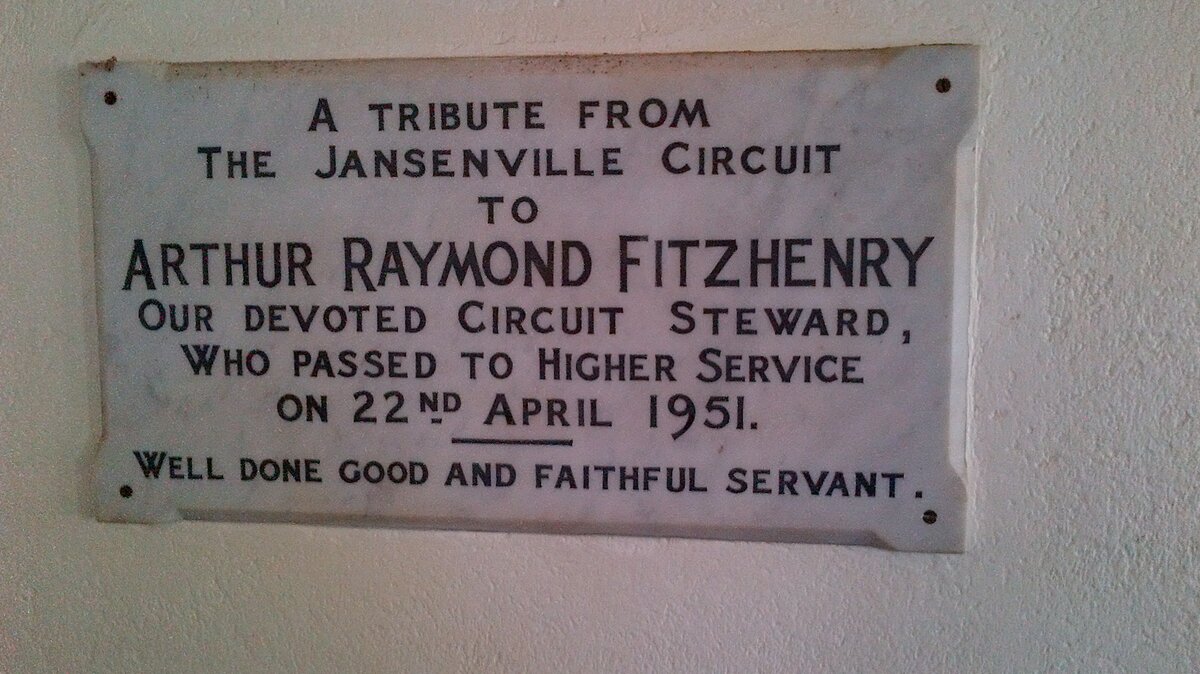 A TRIBUTE FROM
THE JANSENVILLE CIRCUIT
TO
ARTHUR RAYMOND FITZHENRY
OUR DEVOTED CIRCUIT STEWARD,
WHO PASSED TO HIGHER SERVICE
ON 22ND APRIL 1951.
WELL DONE GOOD AND FAITHFUL SERVANT.